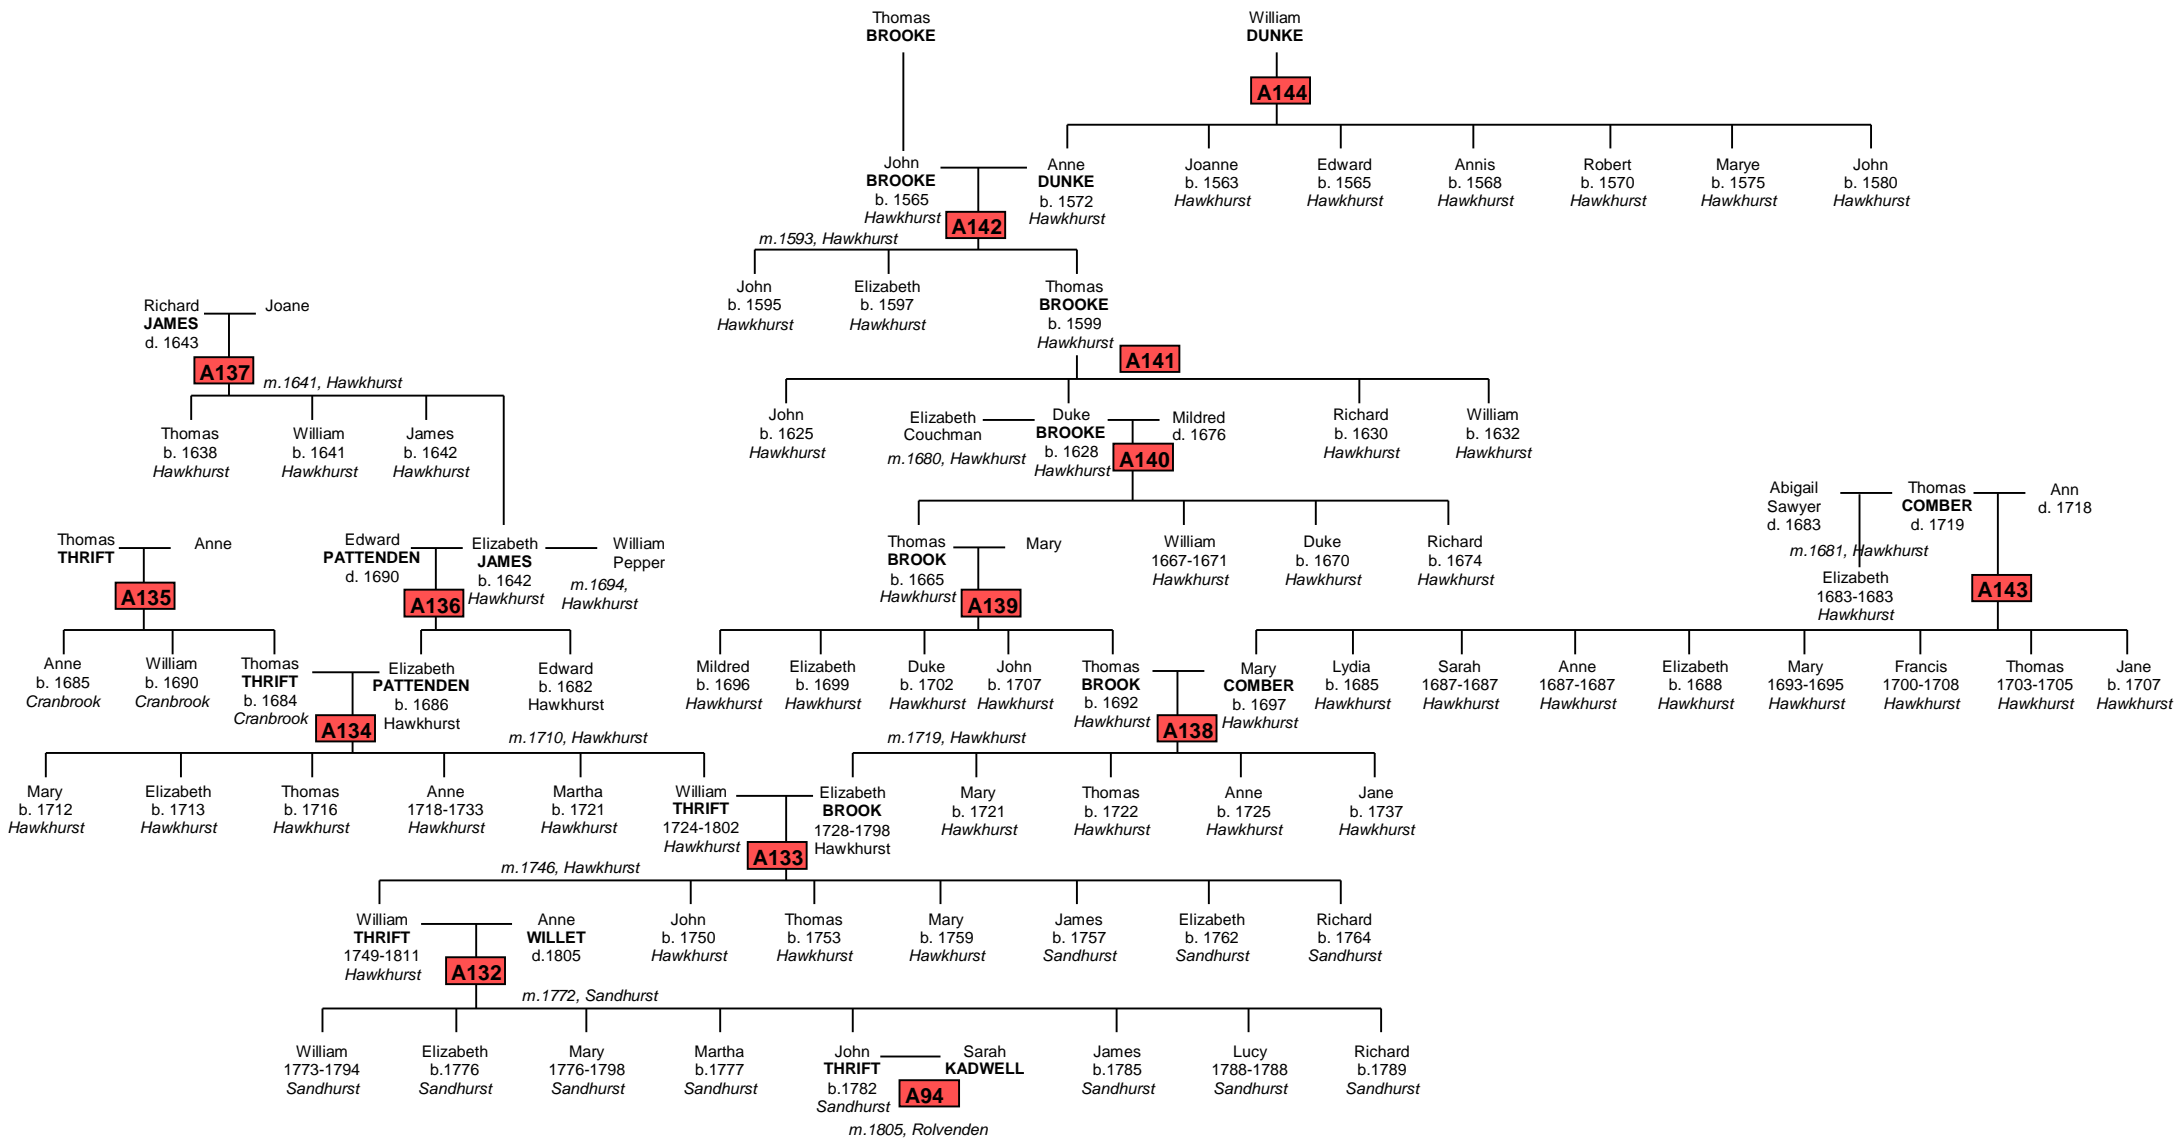 Thomas
BROOKE
William
DUNKE
A144
John
BROOKE
b. 1565
Hawkhurst
Anne
DUNKE
b. 1572
Hawkhurst
Joanne
b. 1563
Hawkhurst
Edward
b. 1565
Hawkhurst
Annis
b. 1568
Hawkhurst
Robert
b. 1570
Hawkhurst
Marye
b. 1575
Hawkhurst
John
b. 1580
Hawkhurst
A142
m.1593, Hawkhurst
John
b. 1595
Hawkhurst
Elizabeth
b. 1597
Hawkhurst
Thomas
BROOKE
b. 1599
Hawkhurst
A141
Richard
JAMES
d. 1643
Joane
A137
m.1641, Hawkhurst
Thomas
b. 1638
Hawkhurst
William
b. 1641
Hawkhurst
James
b. 1642
Hawkhurst
John
b. 1625
Hawkhurst
Elizabeth
Couchman
m.1680, Hawkhurst
Duke
BROOKE
b. 1628
Hawkhurst
Mildred
d. 1676
A140
Richard
b. 1630
Hawkhurst
William
b. 1632
Hawkhurst
Thomas
THRIFT
Anne
A135
Edward
PATTENDEN
d. 1690
Elizabeth
JAMES
b. 1642
Hawkhurst
William
Pepper
m.1694,
Hawkhurst
A136
Thomas
BROOK
b. 1665
Hawkhurst
Mary
A139
William
1667-1671
Hawkhurst
Duke
b. 1670
Hawkhurst
Richard
b. 1674
Hawkhurst
Abigail
Sawyer
d. 1683
Thomas
COMBER
d. 1719
Ann
d. 1718
m.1681, Hawkhurst
Elizabeth
1683-1683
Hawkhurst
A143
Anne
b. 1685
Cranbrook
William
b. 1690
Cranbrook
Thomas
THRIFT
b. 1684
Cranbrook
Elizabeth
PATTENDEN
b. 1686
Hawkhurst
Edward
b. 1682
Hawkhurst
A134
m.1710, Hawkhurst
Mildred
b. 1696
Hawkhurst
Elizabeth
b. 1699
Hawkhurst
Duke
b. 1702
Hawkhurst
John
b. 1707
Hawkhurst
Thomas
BROOK
b. 1692
Hawkhurst
Mary
COMBER
b. 1697
Hawkhurst
A138
m.1719, Hawkhurst
Lydia
b. 1685
Hawkhurst
Sarah
1687-1687
Hawkhurst
Anne
1687-1687
Hawkhurst
Elizabeth
b. 1688
Hawkhurst
Mary
1693-1695
Hawkhurst
Francis
1700-1708
Hawkhurst
Thomas
1703-1705
Hawkhurst
Jane
b. 1707
Hawkhurst
Mary
b. 1712
Hawkhurst
Elizabeth
b. 1713
Hawkhurst
Thomas
b. 1716
Hawkhurst
Anne
1718-1733
Hawkhurst
Martha
b. 1721
Hawkhurst
William
THRIFT
1724-1802
Hawkhurst
Elizabeth
BROOK
1728-1798
Hawkhurst
A133
m.1746, Hawkhurst
Mary
b. 1721
Hawkhurst
Thomas
b. 1722
Hawkhurst
Anne
b. 1725
Hawkhurst
Jane
b. 1737
Hawkhurst
William
THRIFT
1749-1811
Hawkhurst
Anne
WILLET
d.1805
A132
m.1772, Sandhurst
John
b. 1750
Hawkhurst
Thomas
b. 1753
Hawkhurst
Mary
b. 1759
Hawkhurst
James
b. 1757
Sandhurst
Elizabeth
b. 1762
Sandhurst
Richard
b. 1764
Sandhurst
William
1773-1794
Sandhurst
Elizabeth
b.1776
Sandhurst
Mary
1776-1798
Sandhurst
Martha
b.1777
Sandhurst
John
THRIFT
b.1782
Sandhurst
Sarah
KADWELL
A94
m.1805, Rolvenden
James
b.1785
Sandhurst
Lucy
1788-1788
Sandhurst
Richard
b.1789
Sandhurst